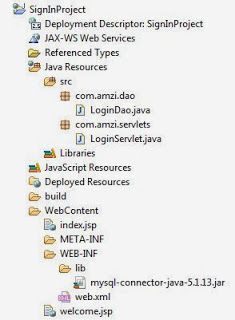 SignInProject
Deployment Descriptor: SignInProject
JAX-WS Web Services
Referenced Types
Java Resources
src
com.amzi.dao
LoginDao.java
com.amzi.servlets
LoginServlet.java
Libraries
JavaScript Resources
Deployed Resources
build
WebContent
index.jsp
META-INF
WEB-INF
lib
mysql-connector-java-5.1.13.jar
web.xml
welcome.jsp